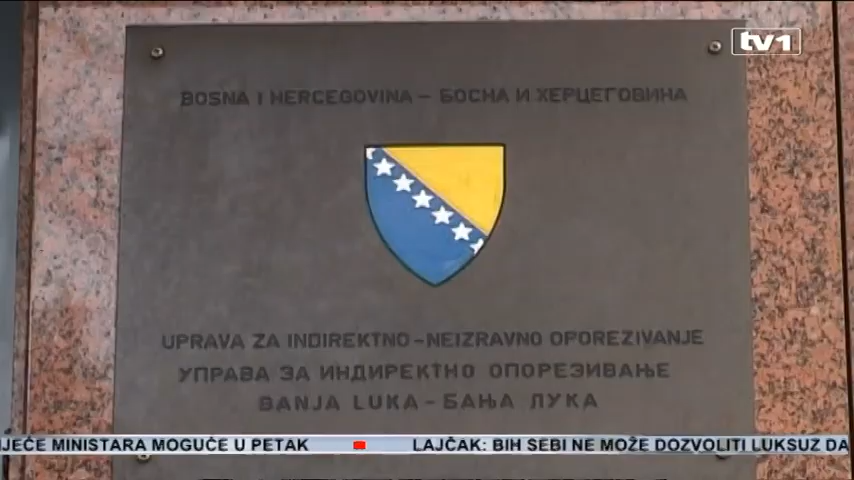 tv1
BOSNA I HERCEGOVINA - БОСНА И ХЕРЦЕГОВИНА
UPRAVA ZA INDIREKTNO-NEIZRAVNO OPOREZIVANJE
УПРАВА ЗА ИНДИРЕКТНО ОПОРЕЗИВАЊЕ
BANJA LUKA - БАЊА ЛУКА
IJEĆE MINISTARA MOGUĆE U PETAK LAJČAK: BIH SEBI NE MOŽE DOZVOLITI LUKSUZ DA